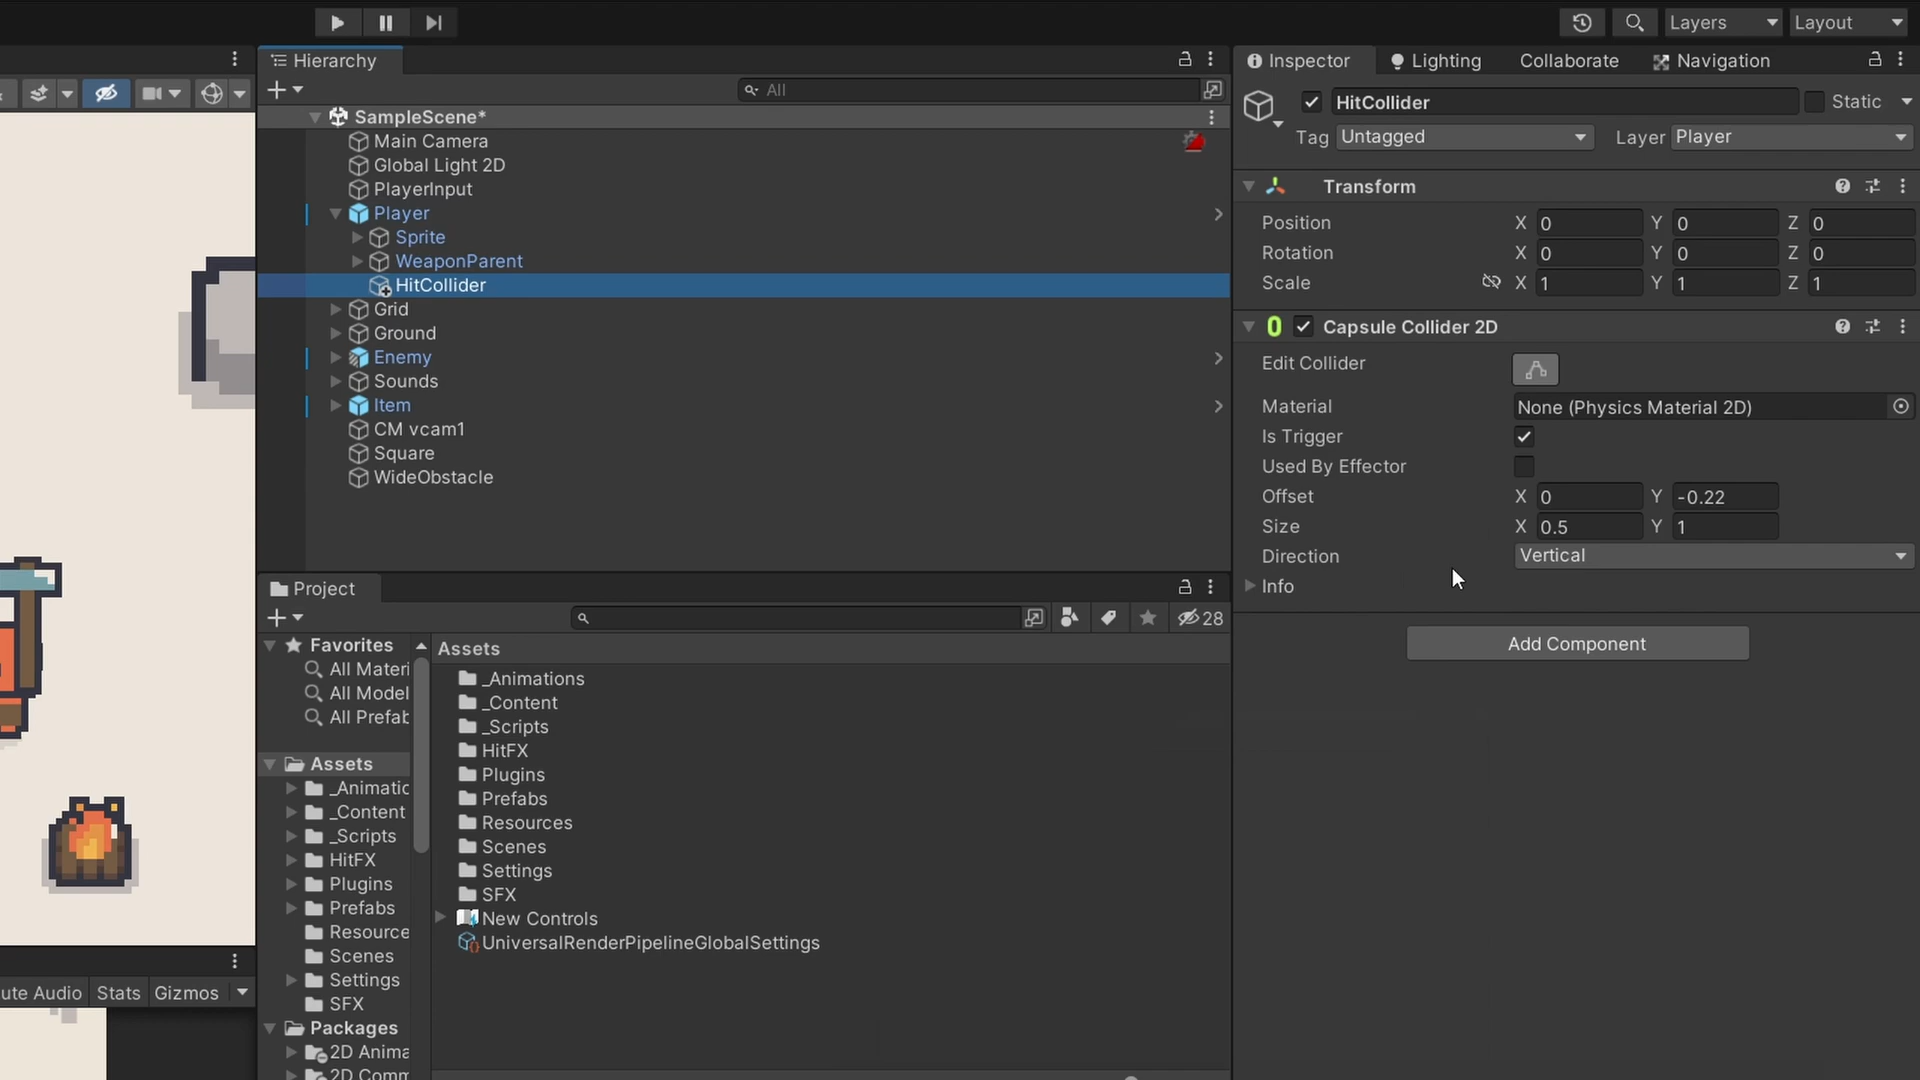 Layers
Layout
Hierarchy
All
SampleScene*
Main Camera
Global Light 2D
PlayerInput
Player
Sprite
WeaponParent
HitCollider
Grid
Ground
Enemy
Sounds
Item
CM vcam1
Square
WideObstacle
Inspector
Lighting
Collaborate
Navigation
HitCollider
Static
Tag Untagged
Layer Player
Transform
Position X 0 Y 0 Z 0
Rotation X 0 Y 0 Z 0
Scale X 1 Y 1 Z 1
Capsule Collider 2D
Edit Collider
Material None (Physics Material 2D)
Is Trigger
Used By Effector
Offset X 0 Y -0.22
Size X 0.5 Y 1
Direction Vertical
Info
Add Component
Project
28
Favorites
All Materi
All Model
All Prefab
Assets
_Animatic
_Content
_Scripts
HitFX
Plugins
Prefabs
Resource
Scenes
Settings
SFX
Packages
2D Anima
2D Comm
Assets
_Animations
_Content
_Scripts
HitFX
Plugins
Prefabs
Resources
Scenes
Settings
SFX
New Controls
UniversalRenderPipelineGlobalSettings
ute Audio
Stats
Gizmos